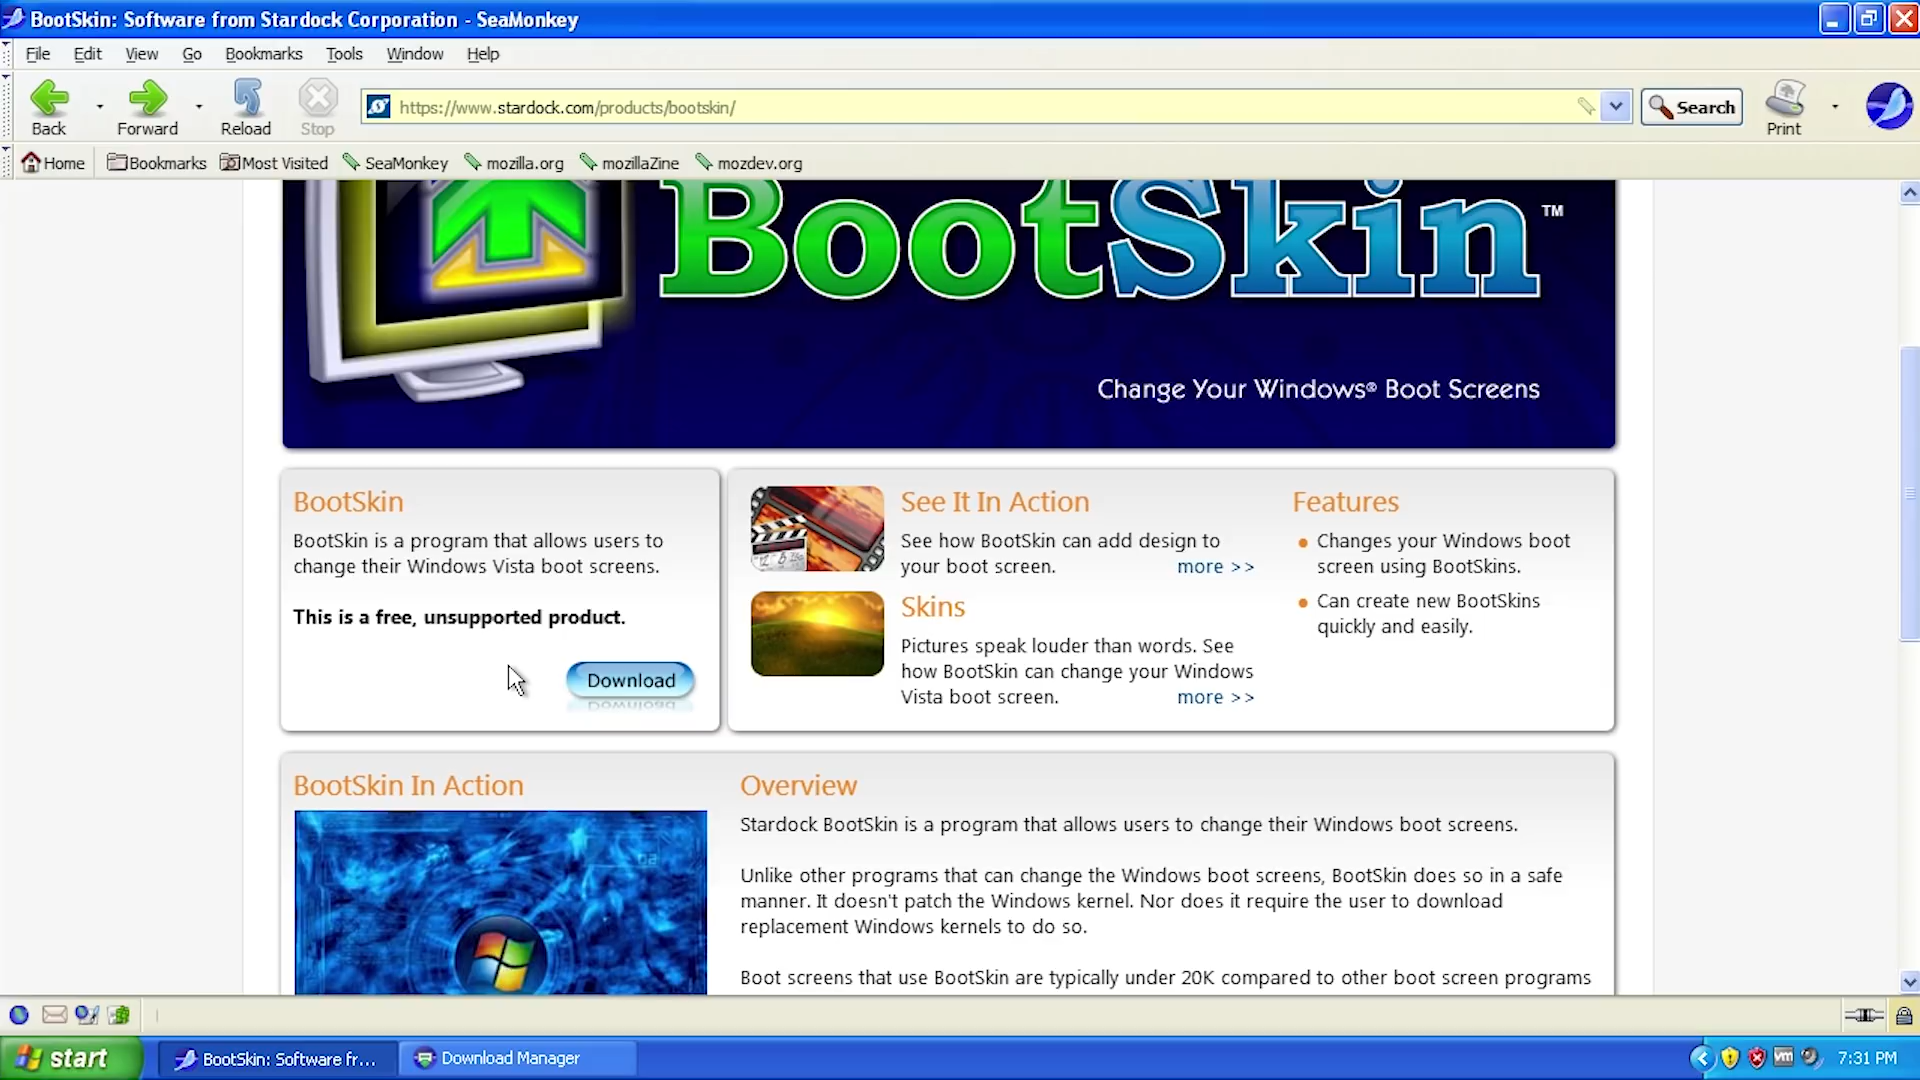 BootSkin: Software from Stardock Corporation - SeaMonkey
File Edit View Go Bookmarks Tools Window Help
Back Forward Reload Stop https://www.stardock.com/products/bootskin/ Search Print
Home Bookmarks Most Visited SeaMonkey mozilla.org mozillaZine mozdev.org
BootSkin™
Change Your Windows® Boot Screens
BootSkin
BootSkin is a program that allows users to
change their Windows Vista boot screens.
This is a free, unsupported product.
Download
See It In Action
See how BootSkin can add design to
your boot screen. more >>
Skins
Pictures speak louder than words. See
how BootSkin can change your Windows
Vista boot screen. more >>
Features
Changes your Windows boot
screen using BootSkins.
Can create new BootSkins
quickly and easily.
BootSkin In Action
Overview
Stardock BootSkin is a program that allows users to change their Windows boot screens.
Unlike other programs that can change the Windows boot screens, BootSkin does so in a safe
manner. It doesn't patch the Windows kernel. Nor does it require the user to download
replacement Windows kernels to do so.
Boot screens that use BootSkin are typically under 20K compared to other boot screen programs
start BootSkin: Software fr... Download Manager vm 7:31 PM